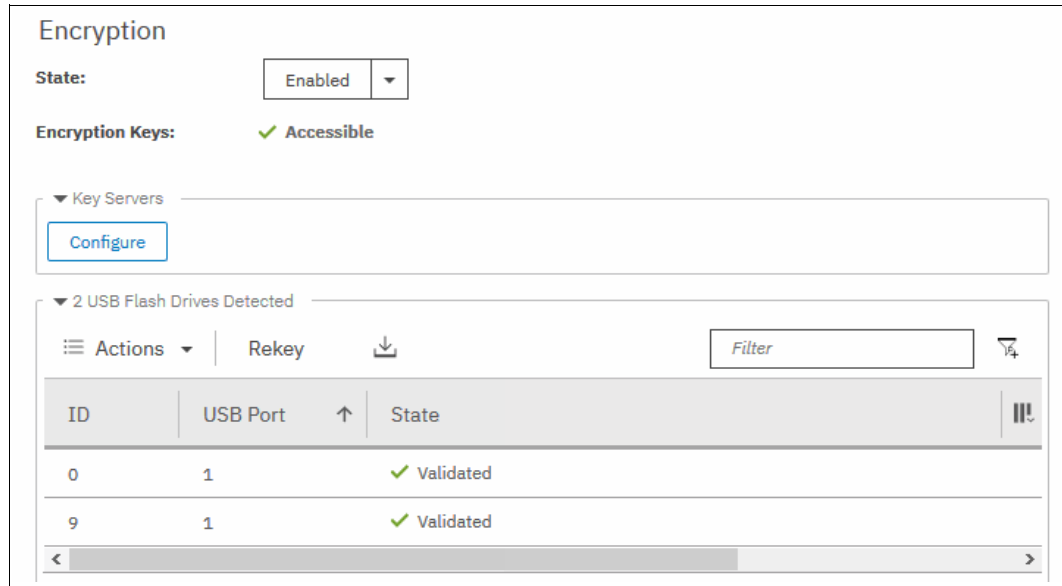 Encryption
State: Enabled
Encryption Keys: Accessible
Key Servers
Configure
2 USB Flash Drives Detected
Actions Rekey Filter
ID USB Port State
0 1 Validated
9 1 Validated